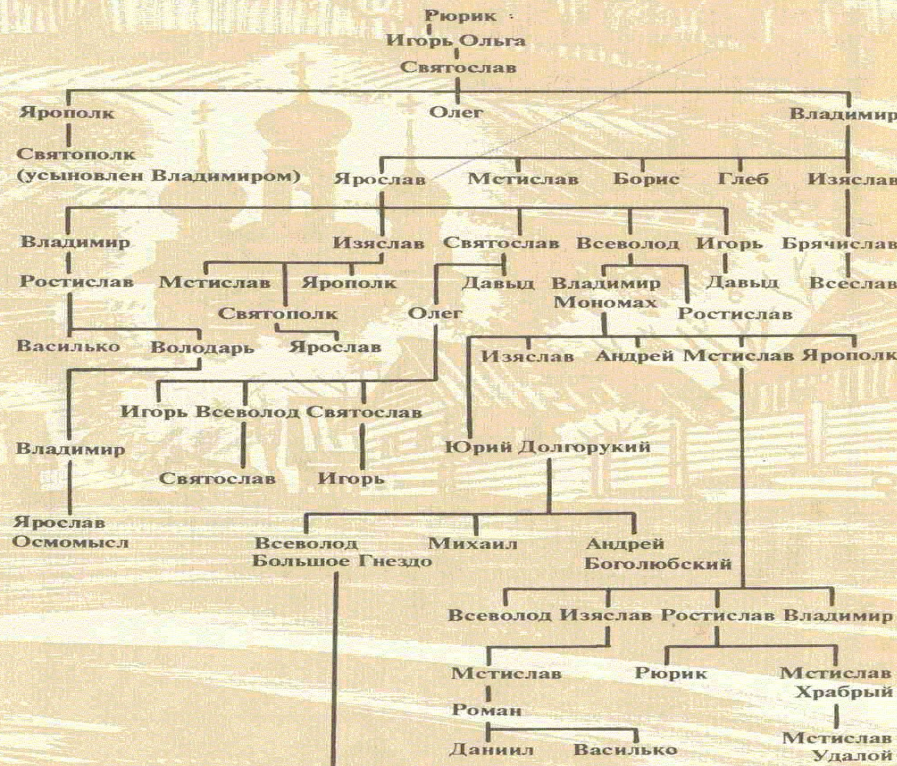 Рюрик
Игорь Ольга
Святослав
Ярополк Олег Владимир
Святополк
(усыновлен Владимиром) Ярослав Мстислав Борис Глеб Изяслав
Владимир Изяслав Святослав Всеволод Игорь Брячислав
Ростислав Мстислав Ярополк Давыд Владимир Давыд Всеслав
Мономах
Святополк Олег Ростислав
Василько Володарь Ярослав Изяслав Андрей Мстислав Ярополк
Игорь Всеволод Святослав
Владимир Юрий Долгорукий
Святослав Игорь
Ярослав
Осмомысл Всеволод Михаил Андрей
Большое Гнездо Боголюбский
Всеволод Изяслав Ростислав Владимир
Мстислав Рюрик Мстислав
Храбрый
Роман
Даниил Василько Мстислав
Удалой